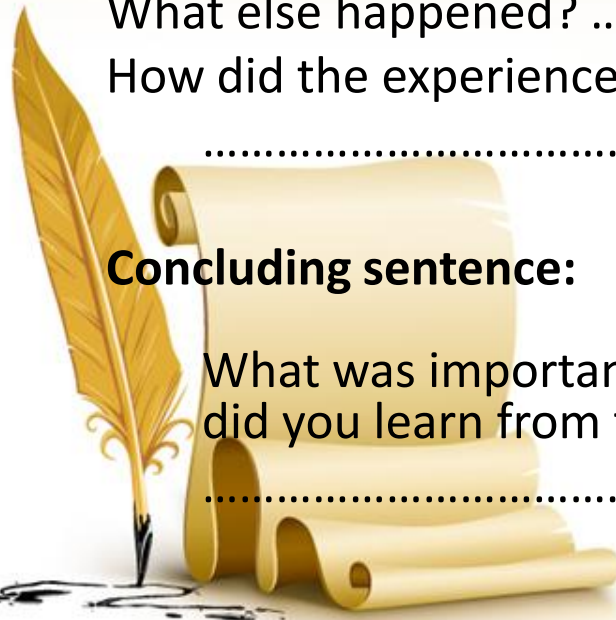 What else happened? ..
How did the experience
....................................
Concluding sentence:
What was importan
did you learn from
....................................